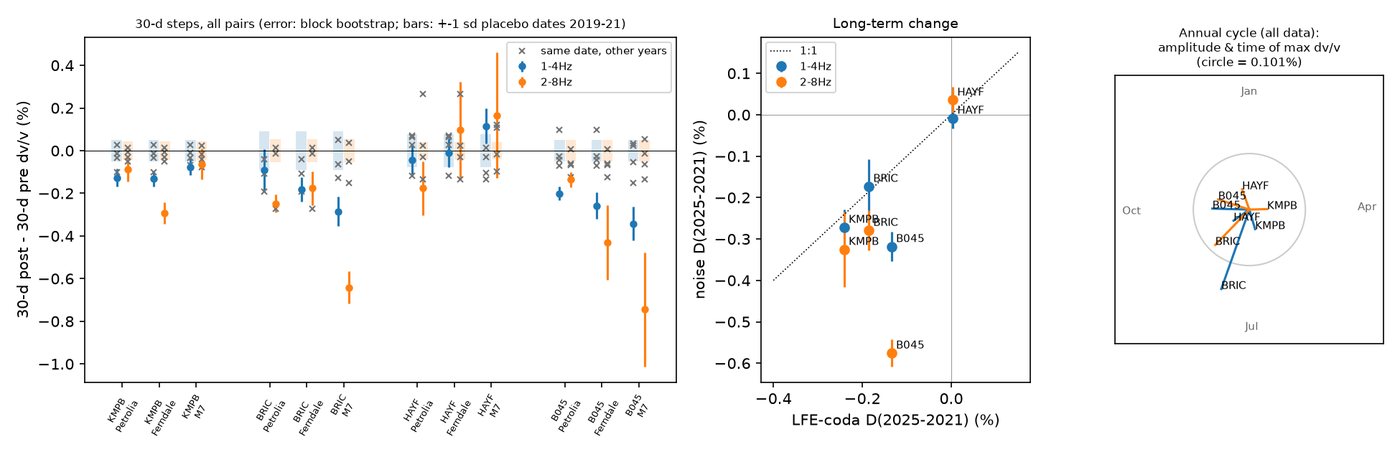 30-d steps, all pairs (error: block bootstrap; bars: +-1 sd placebo dates 2019-21)
same date, other years
1-4Hz
2-8Hz
30-d post - 30-d pre dv/v (%)
0.4
0.2
0.0
−0.2
−0.4
−0.6
−0.8
−1.0
KMPB
Petrolia
KMPB
Ferndale
KMPB
M7
BRIC
Petrolia
BRIC
Ferndale
BRIC
M7
HAYF
Petrolia
HAYF
Ferndale
HAYF
M7
B045
Petrolia
B045
Ferndale
B045
M7
Long-term change
1:1
1-4Hz
2-8Hz
noise D(2025-2021) (%)
0.1
0.0
−0.1
−0.2
−0.3
−0.4
−0.5
−0.6
HAYF
HAYF
BRIC
KMPB
BRIC
B045
KMPB
B045
−0.4
−0.2
0.0
LFE-coda D(2025-2021) (%)
Annual cycle (all data):
amplitude & time of max dv/v
(circle = 0.101%)
Jan
Oct
Apr
Jul
HAYF
B045
B045
KMPB
HAYF
KMPB
BRIC
BRIC